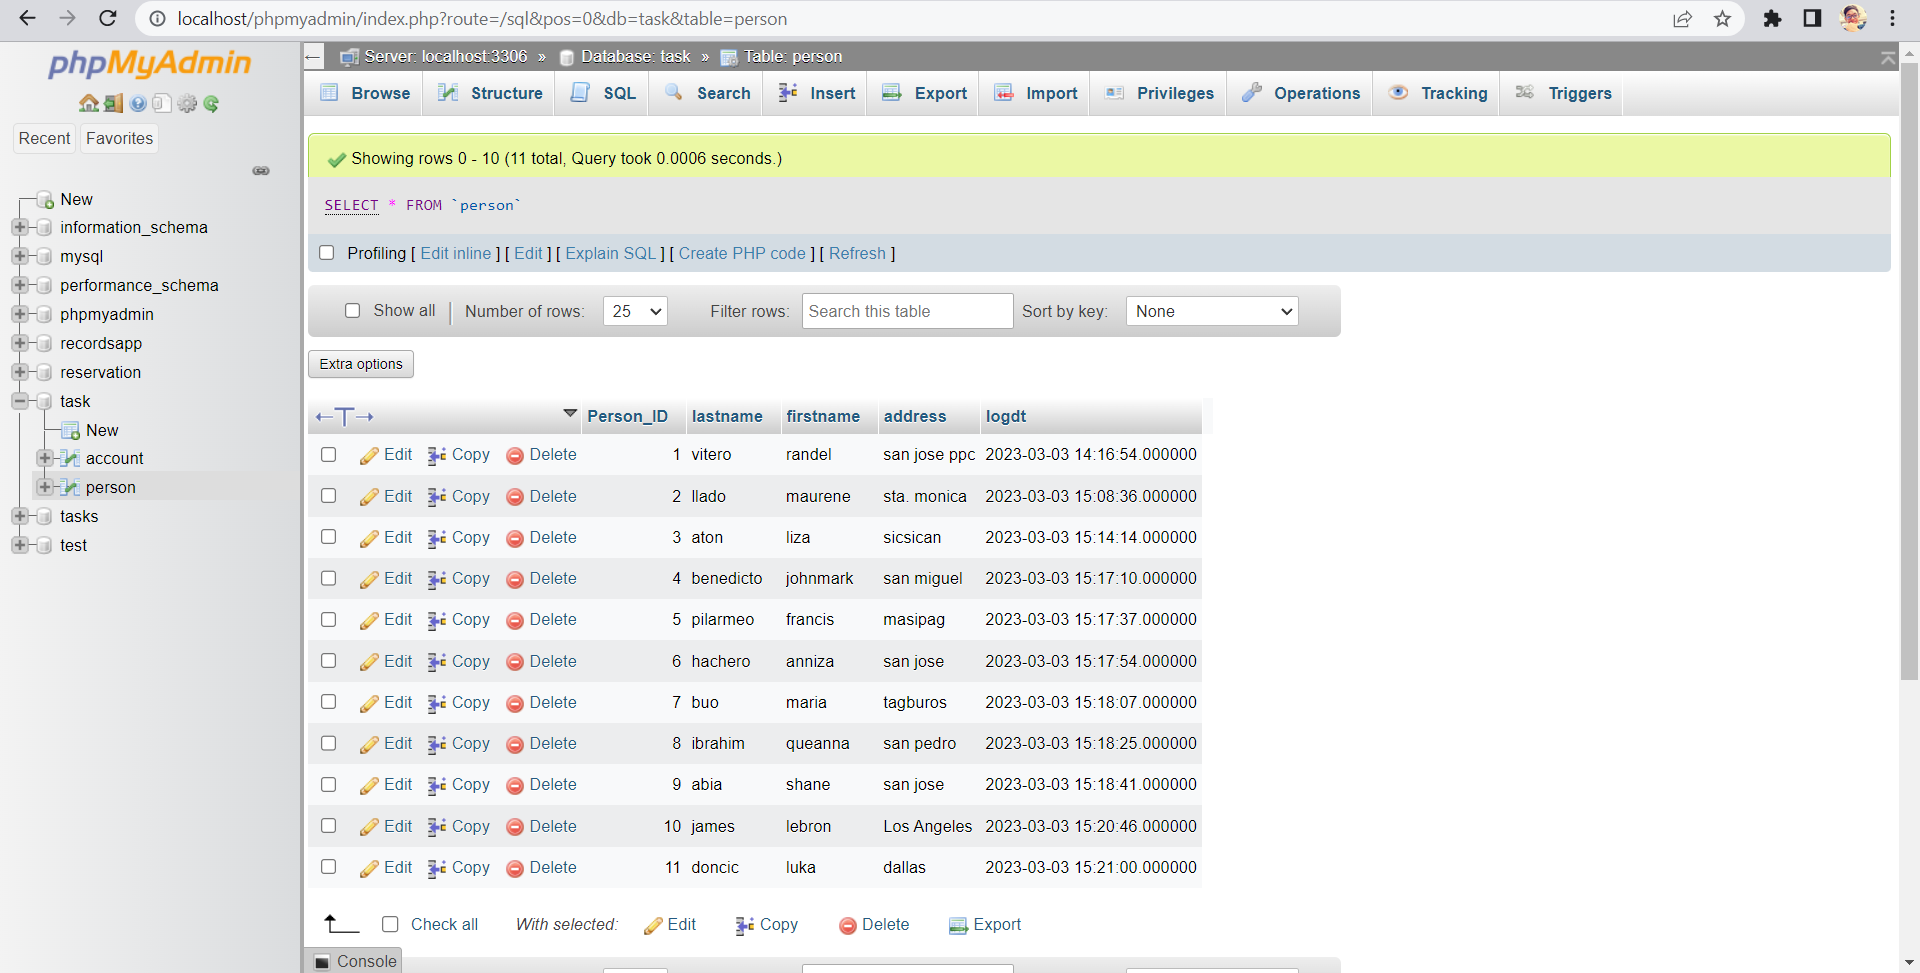 localhost/phpmyadmin/index.php?route=/sql&pos=0&db=task&table=person
phpMyAdmin
Recent Favorites
New
information_schema
mysql
performance_schema
phpmyadmin
recordsapp
reservation
task
New
account
person
tasks
test
Server: localhost:3306 » Database: task » Table: person
Browse Structure SQL Search Insert Export Import Privileges Operations Tracking Triggers
Showing rows 0 - 10 (11 total, Query took 0.0006 seconds.)
SELECT * FROM `person`
Profiling [ Edit inline ] [ Edit ] [ Explain SQL ] [ Create PHP code ] [ Refresh ]
Show all | Number of rows: 25 Filter rows: Search this table Sort by key: None
Extra options
←T→ Person_ID lastname firstname address logdt
Edit Copy Delete 1 vitero randel san jose ppc 2023-03-03 14:16:54.000000
Edit Copy Delete 2 llado maurene sta. monica 2023-03-03 15:08:36.000000
Edit Copy Delete 3 aton liza sicsican 2023-03-03 15:14:14.000000
Edit Copy Delete 4 benedicto johnmark san miguel 2023-03-03 15:17:10.000000
Edit Copy Delete 5 pilarmeo francis masipag 2023-03-03 15:17:37.000000
Edit Copy Delete 6 hachero anniza san jose 2023-03-03 15:17:54.000000
Edit Copy Delete 7 buo maria tagburos 2023-03-03 15:18:07.000000
Edit Copy Delete 8 ibrahim queanna san pedro 2023-03-03 15:18:25.000000
Edit Copy Delete 9 abia shane san jose 2023-03-03 15:18:41.000000
Edit Copy Delete 10 james lebron Los Angeles 2023-03-03 15:20:46.000000
Edit Copy Delete 11 doncic luka dallas 2023-03-03 15:21:00.000000
Check all With selected: Edit Copy Delete Export
Console